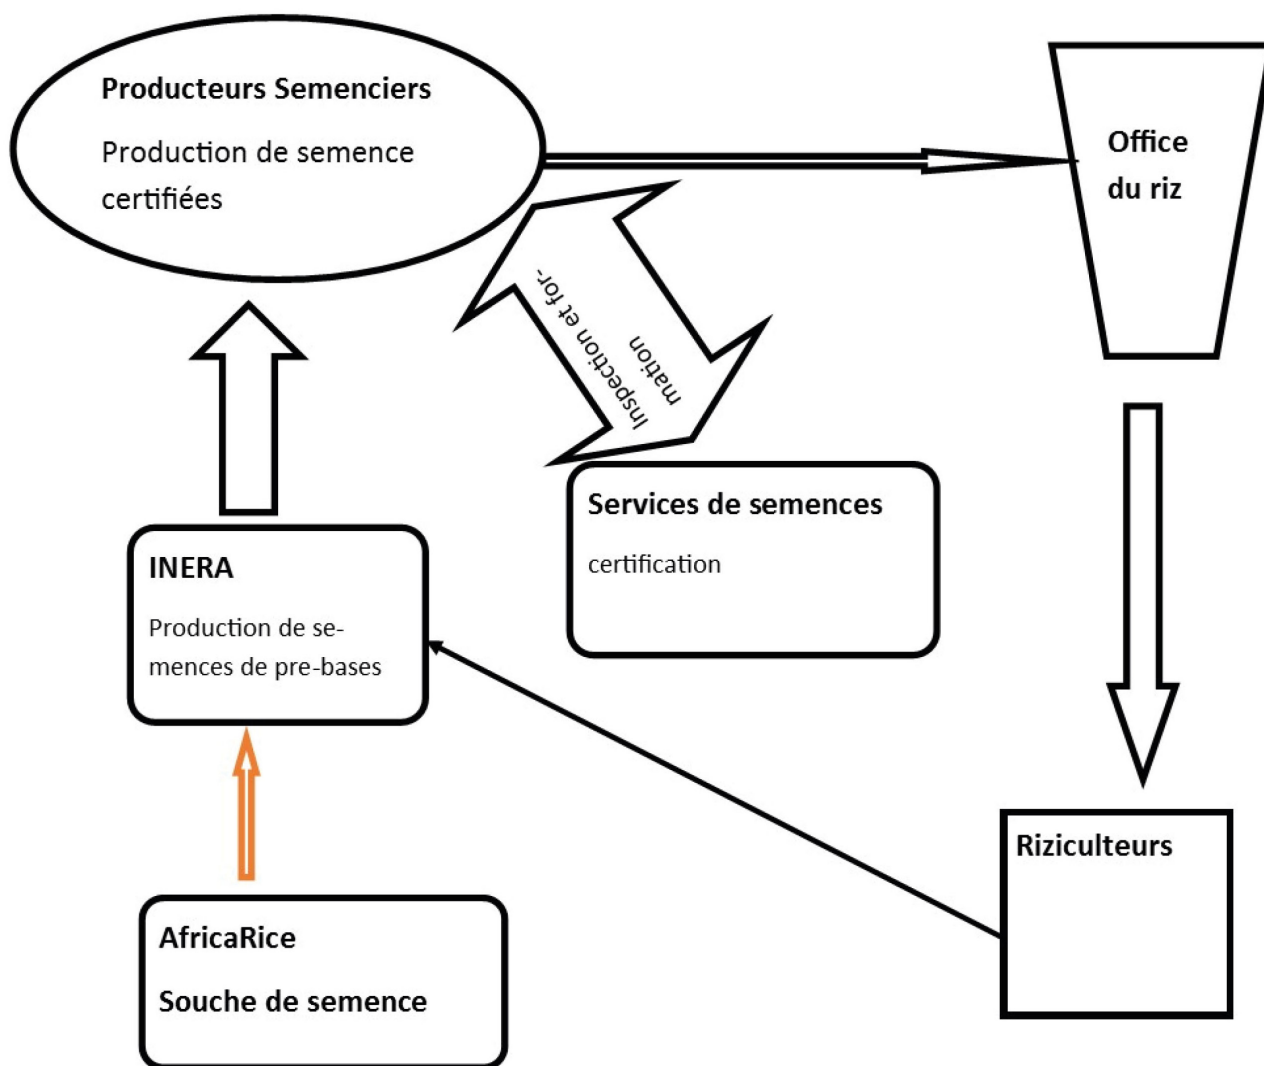 Producteurs Semenciers
Production de semence
certifiées
Office
du riz
Inspection et for-
mation
Services de semences
certification
INERA
Production de se-
mences de pre-bases
Riziculteurs
AfricaRice
Souche de semence